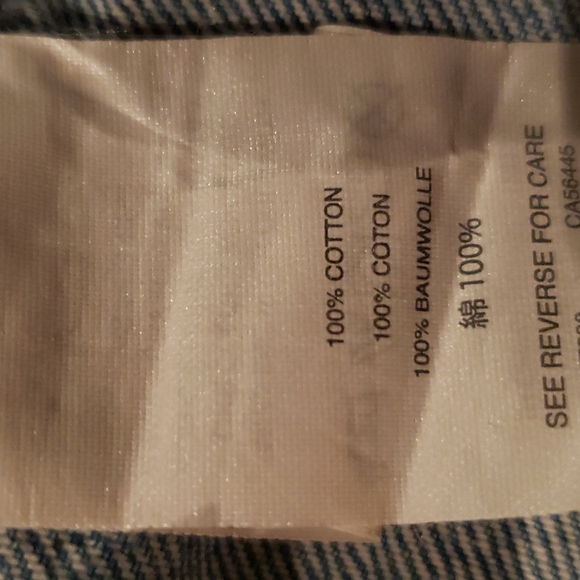 100% COTTON
100% COTON
100% BAUMWOLLE
綿 100%
SEE REVERSE FOR CARE
CA56445